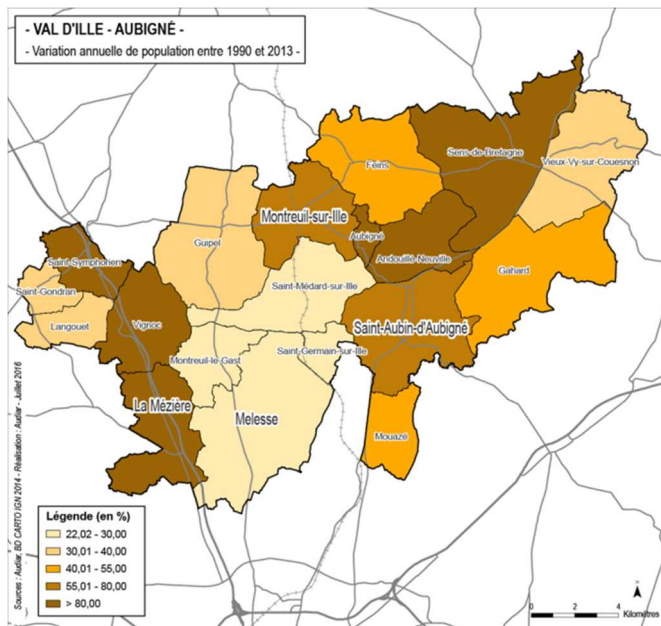 - VAL D'ILLE - AUBIGNÉ -
- Variation annuelle de population entre 1990 et 2013 -
Sens-de-Bretagne
Vieux-Vy-sur-Couesnon
Féins
Montreuil-sur-Ille
Aubigné
Guipel
Andouillé-Neuville
Saint-Symphorien
Gahard
Saint-Gondran
Saint-Médard-sur-Ille
Langouet
Vignoc
Saint-Aubin-d'Aubigné
Saint-Germain-sur-Ille
Montreuil-le-Gast
La Mézière
Melesse
Mouazé
Légende (en %)
22,02 - 30,00
30,01 - 40,00
40,01 - 55,00
55,01 - 80,00
> 80,00
Sources : Audiar, BD CARTO IGN 2014 - Réalisation : Audiar - Juillet 2016
0 2 4
Kilomètres